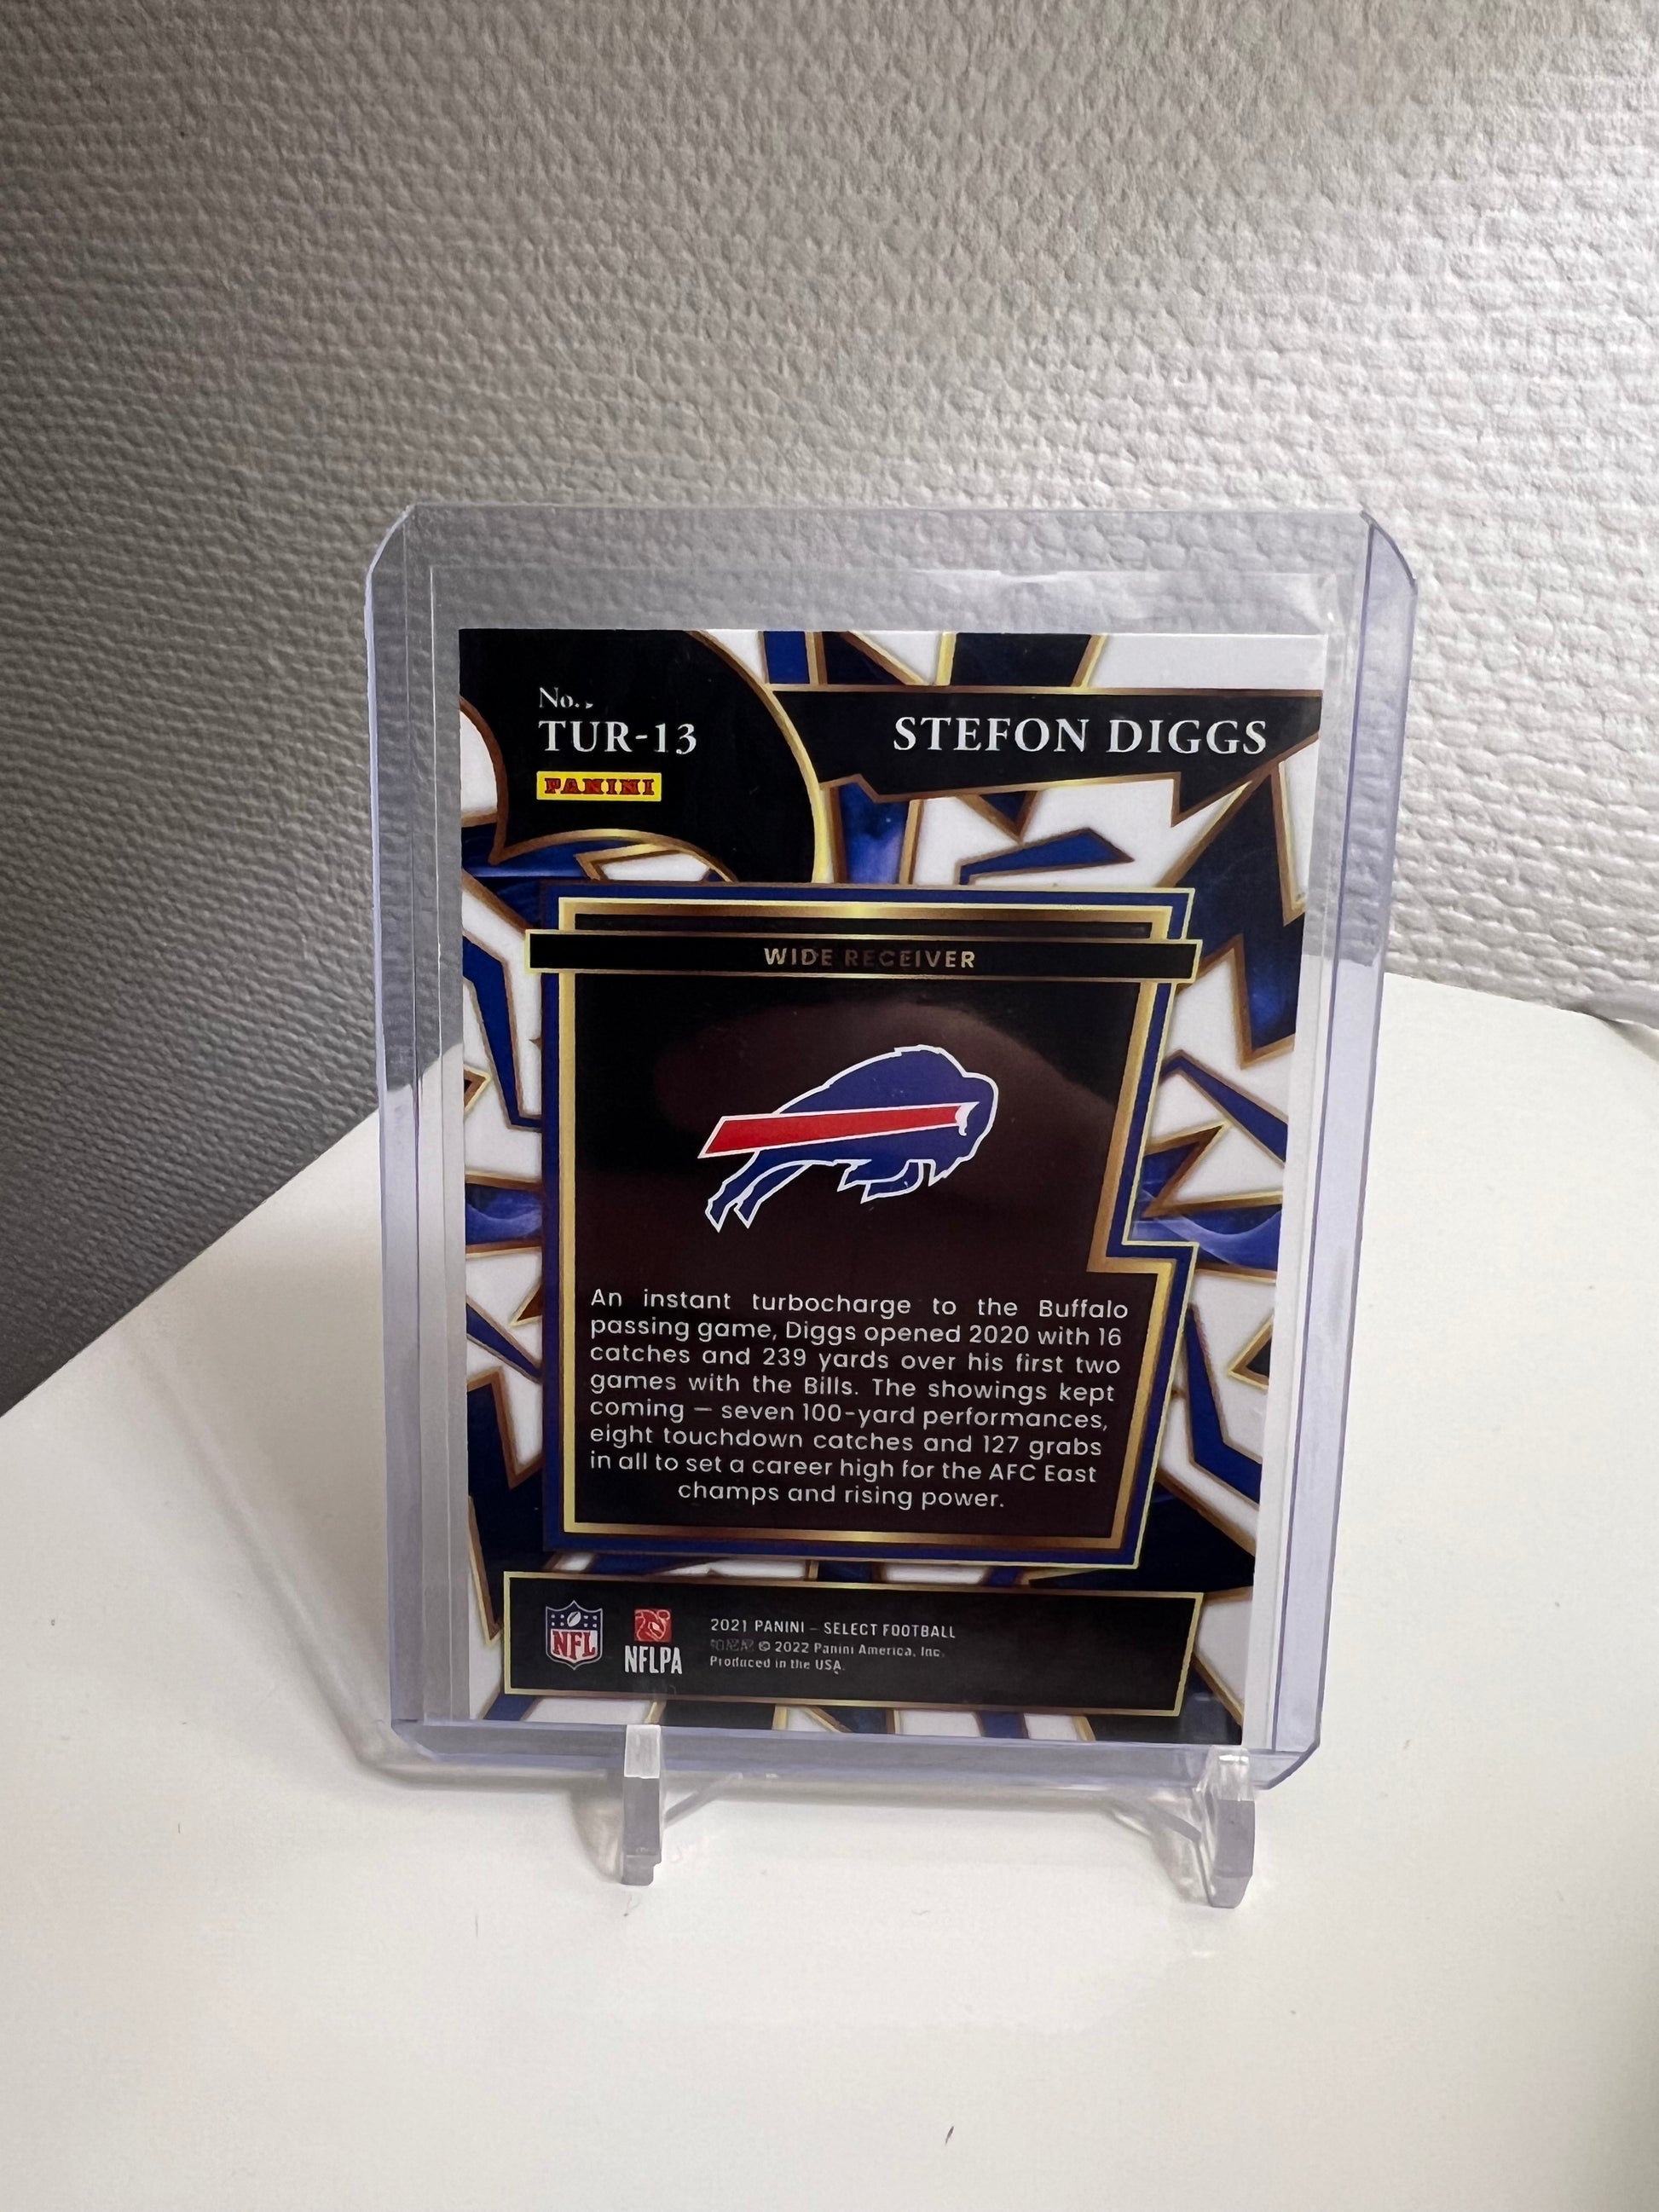 No.
TUR-13
PANINI
STEFON DIGGS
WIDE RECEIVER
An instant turbocharge to the Buffalo
passing game, Diggs opened 2020 with 16
catches and 239 yards over his first two
games with the Bills. The showings kept
coming — seven 100-yard performances,
eight touchdown catches and 127 grabs
in all to set a career high for the AFC East
champs and rising power.
NFL
NFLPA
2021 PANINI – SELECT FOOTBALL
© 2022 Panini America, Inc.
Produced in the USA.